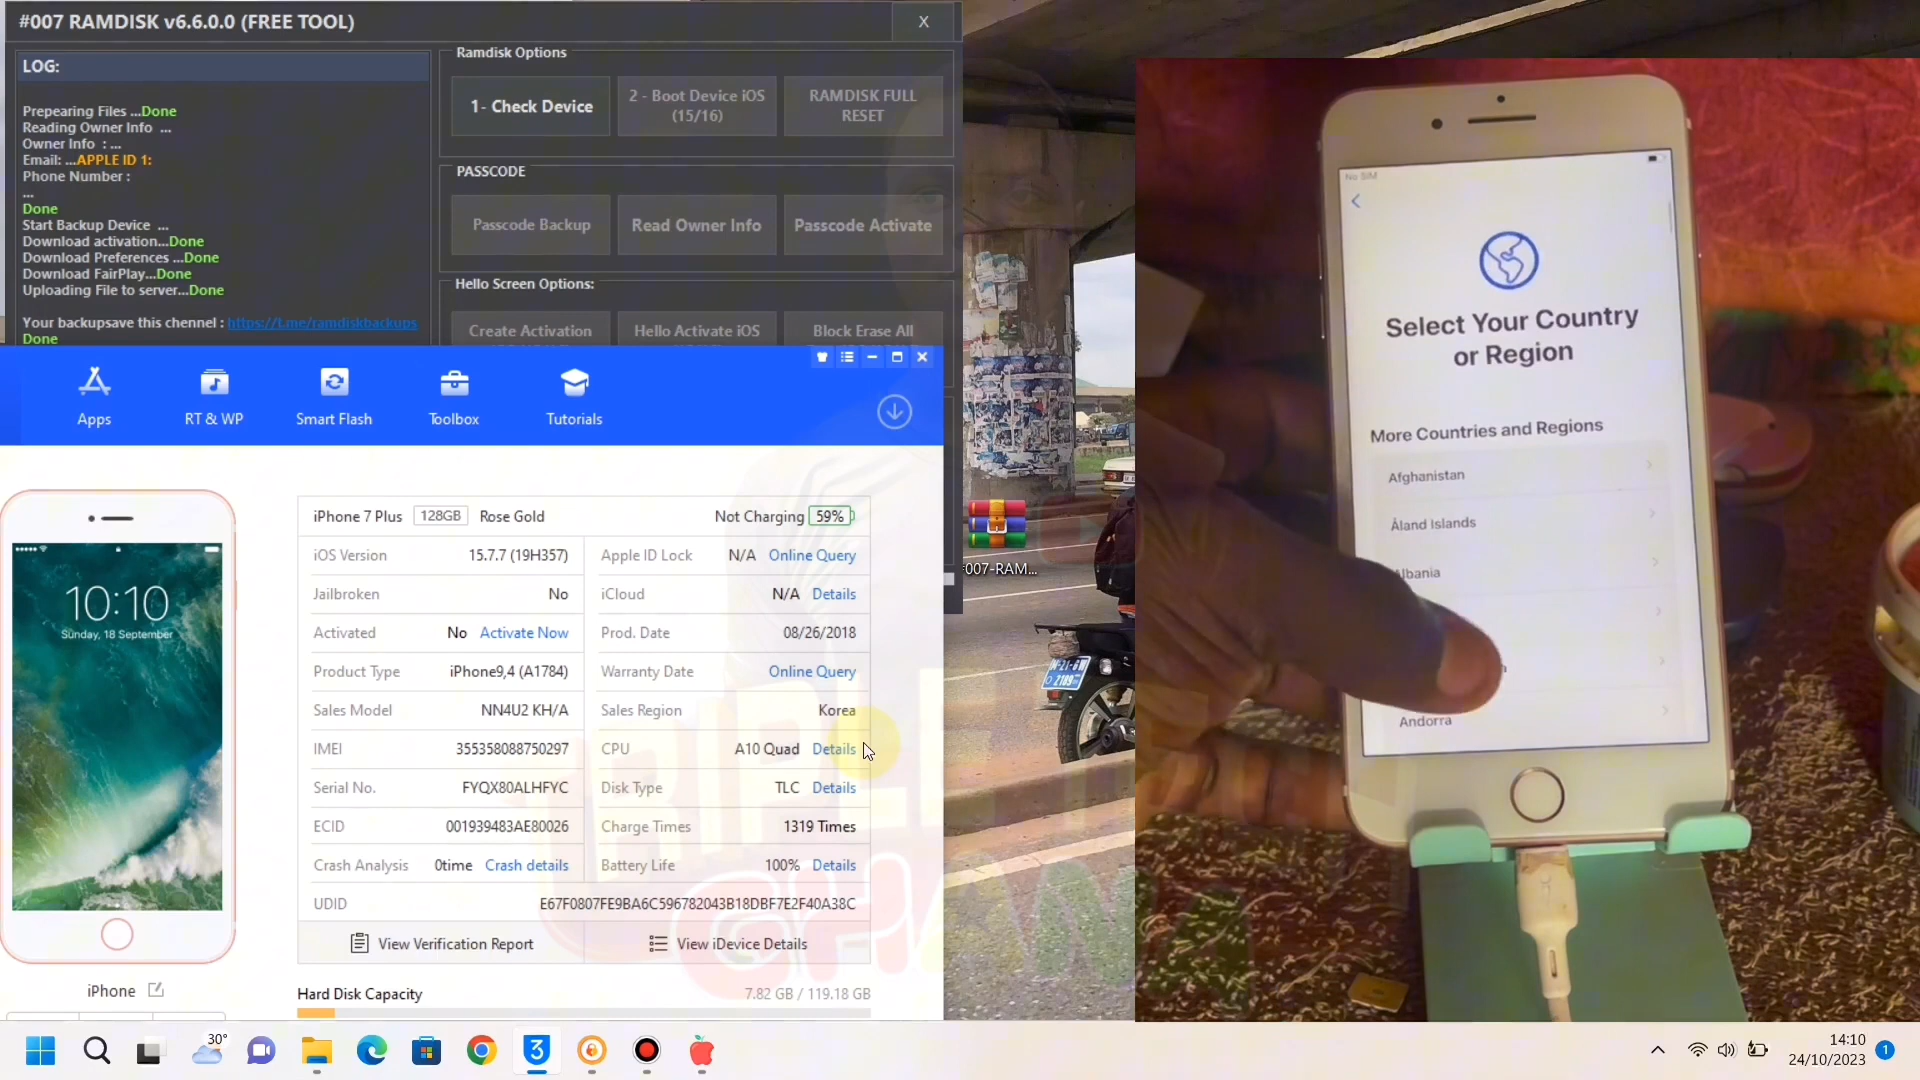 #007 RAMDISK v6.6.0.0 (FREE TOOL)
X
LOG:
Prepearing Files ...Done
Reading Owner Info ...
Owner Info : ...
Email: ...APPLE ID 1:
Phone Number :
...
Done
Start Backup Device ...
Download activation...Done
Download Preferences ...Done
Download FairPlay...Done
Uploading File to server...Done
Your backupsave this channel : https://t.me/ramdiskbackups
Done
Ramdisk Options
1- Check Device
2 - Boot Device iOS (15/16)
RAMDISK FULL RESET
PASSCODE
Passcode Backup
Read Owner Info
Passcode Activate
Hello Screen Options:
Create Activation
Hello Activate iOS
Block Erase All
Apps
RT & WP
Smart Flash
Toolbox
Tutorials
10:10
Sunday, 18 September
iPhone
iPhone 7 Plus 128GB Rose Gold
Not Charging 59%
iOS Version 15.7.7 (19H357)
Apple ID Lock N/A Online Query
Jailbroken No
iCloud N/A Details
Activated No Activate Now
Prod. Date 08/26/2018
Product Type iPhone9,4 (A1784)
Warranty Date Online Query
Sales Model NN4U2 KH/A
Sales Region Korea
IMEI 355358088750297
CPU A10 Quad Details
Serial No. FYQX80ALHFYC
Disk Type TLC Details
ECID 001939483AE80026
Charge Times 1319 Times
Crash Analysis 0time Crash details
Battery Life 100% Details
UDID E67F0807FE9BA6C596782043B18DBF7E2F40A38C
View Verification Report
View iDevice Details
Hard Disk Capacity 7.82 GB / 119.18 GB
007-RAM...
No SIM
Select Your Country
or Region
More Countries and Regions
Afghanistan
Åland Islands
Albania
Andorra
30°
14:10
24/10/2023
1